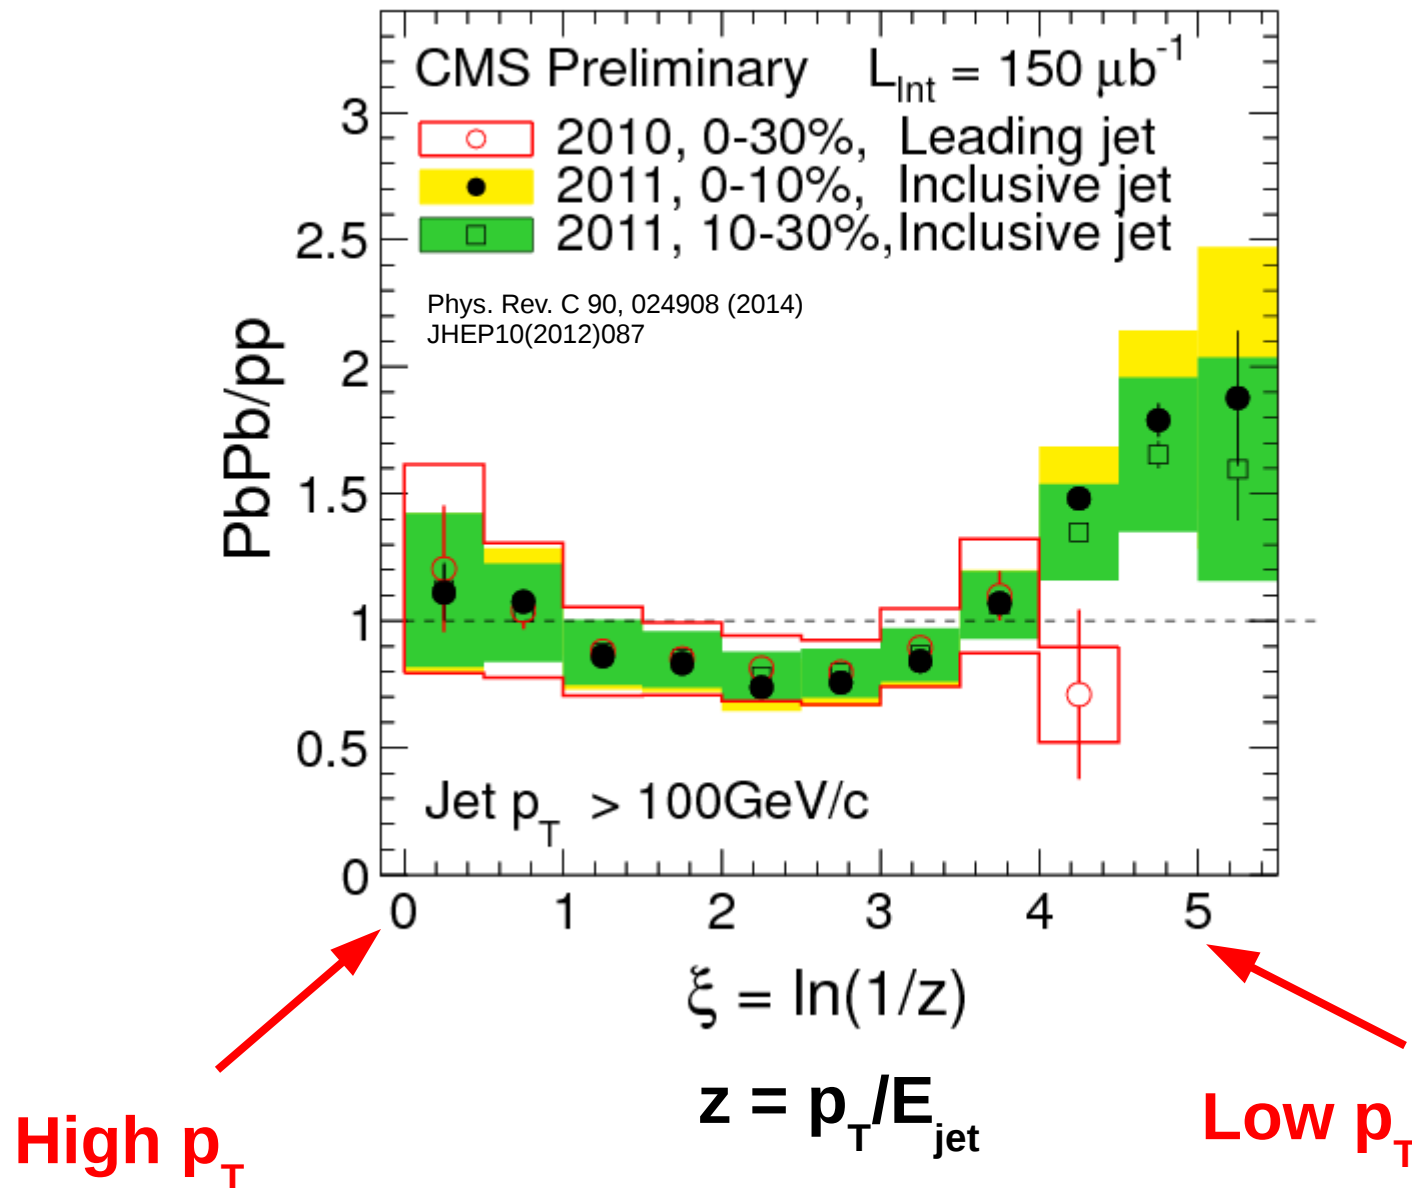 CMS Preliminary L_Int = 150 μb⁻¹
2010, 0-30%, Leading jet
2011, 0-10%, Inclusive jet
2011, 10-30%,Inclusive jet
Phys. Rev. C 90, 024908 (2014)
JHEP10(2012)087
PbPb/pp
3
2.5
2
1.5
1
0.5
0
Jet p_T > 100GeV/c
0 1 2 3 4 5
ξ = ln(1/z)
z = p_T/E_jet
High p_T
Low p_T